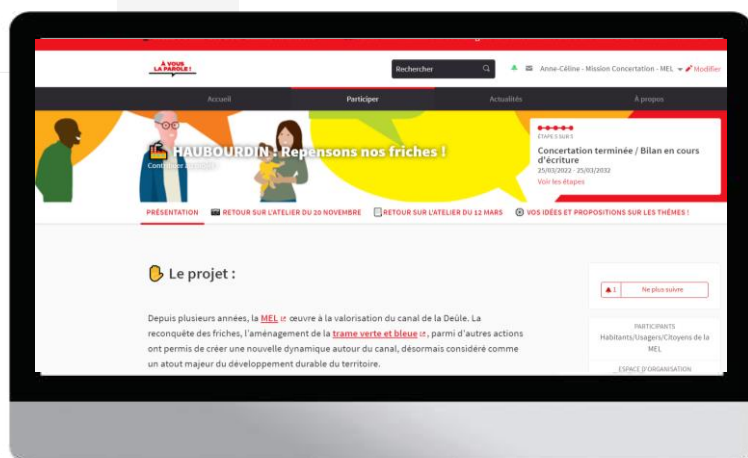 À VOUS
LA PAROLE !
Rechercher
Anne-Céline - Mission Concertation - MEL
Modifier
Accueil
Participer
Actualités
À propos
HAUBOURDIN : Repensons nos friches !
ÉTAPE 5 SUR 5
Concertation terminée / Bilan en cours
d'écriture
25/03/2022 - 25/03/2032
Voir les étapes
PRÉSENTATION
RETOUR SUR L'ATELIER DU 20 NOVEMBRE
RETOUR SUR L'ATELIER DU 12 MARS
VOS IDÉES ET PROPOSITIONS SUR LES THÈMES !
Le projet :
Depuis plusieurs années, la MEL œuvre à la valorisation du canal de la Deûle. La
reconquête des friches, l'aménagement de la trame verte et bleue, parmi d'autres actions
ont permis de créer une nouvelle dynamique autour du canal, désormais considéré comme
un atout majeur du développement durable du territoire.
1
Ne plus suivre
PARTICIPANTS
Habitants/Usagers/Citoyens de la
MEL
ESPACE D'ORGANISATION